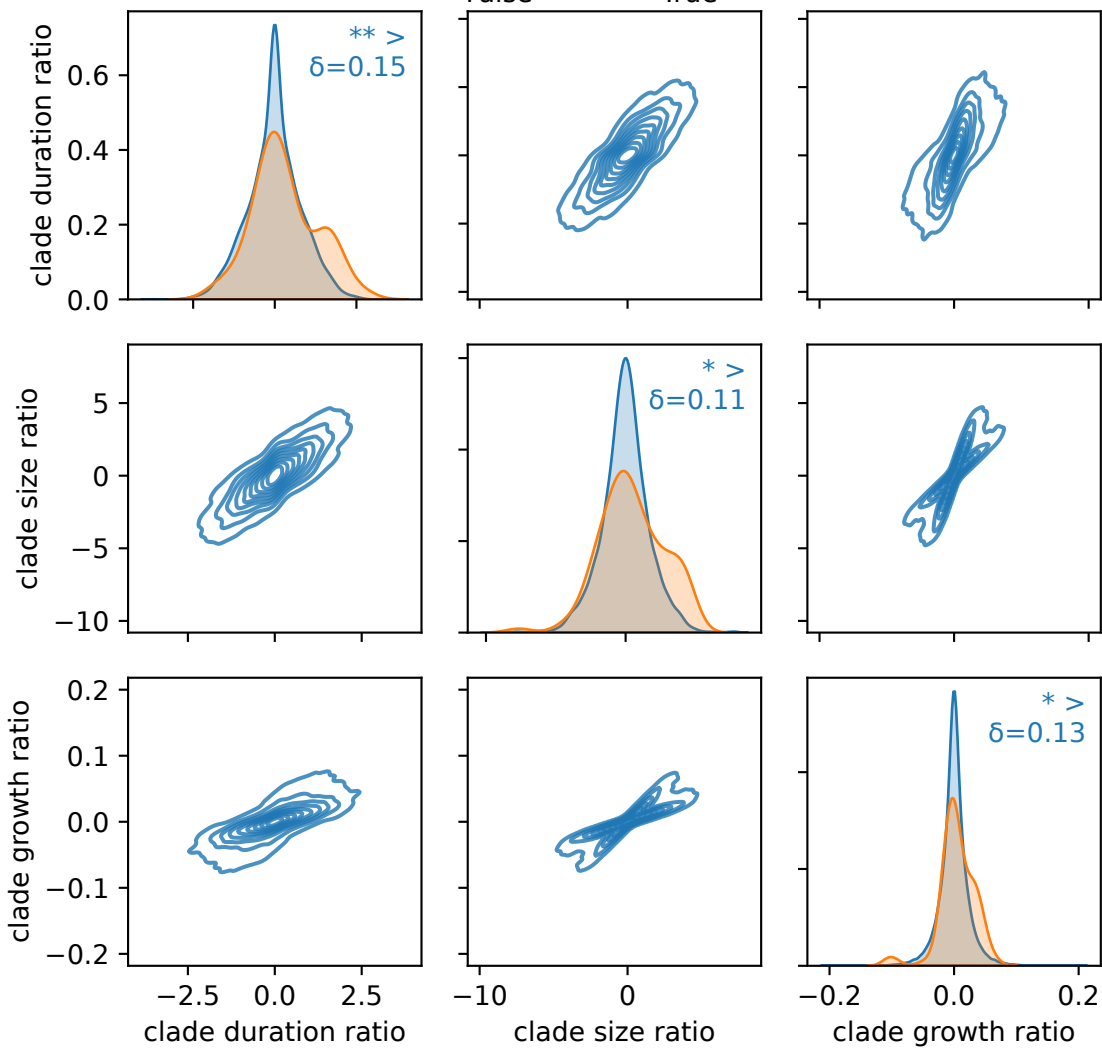 clade duration ratio
0.6
0.4
0.2
0.0
** >
δ=0.15
clade size ratio
5
0
−5
−10
* >
δ=0.11
clade growth ratio
0.2
0.1
0.0
−0.1
−0.2
* >
δ=0.13
−2.5 0.0 2.5
−10 0
−0.2 0.0 0.2
clade duration ratio
clade size ratio
clade growth ratio